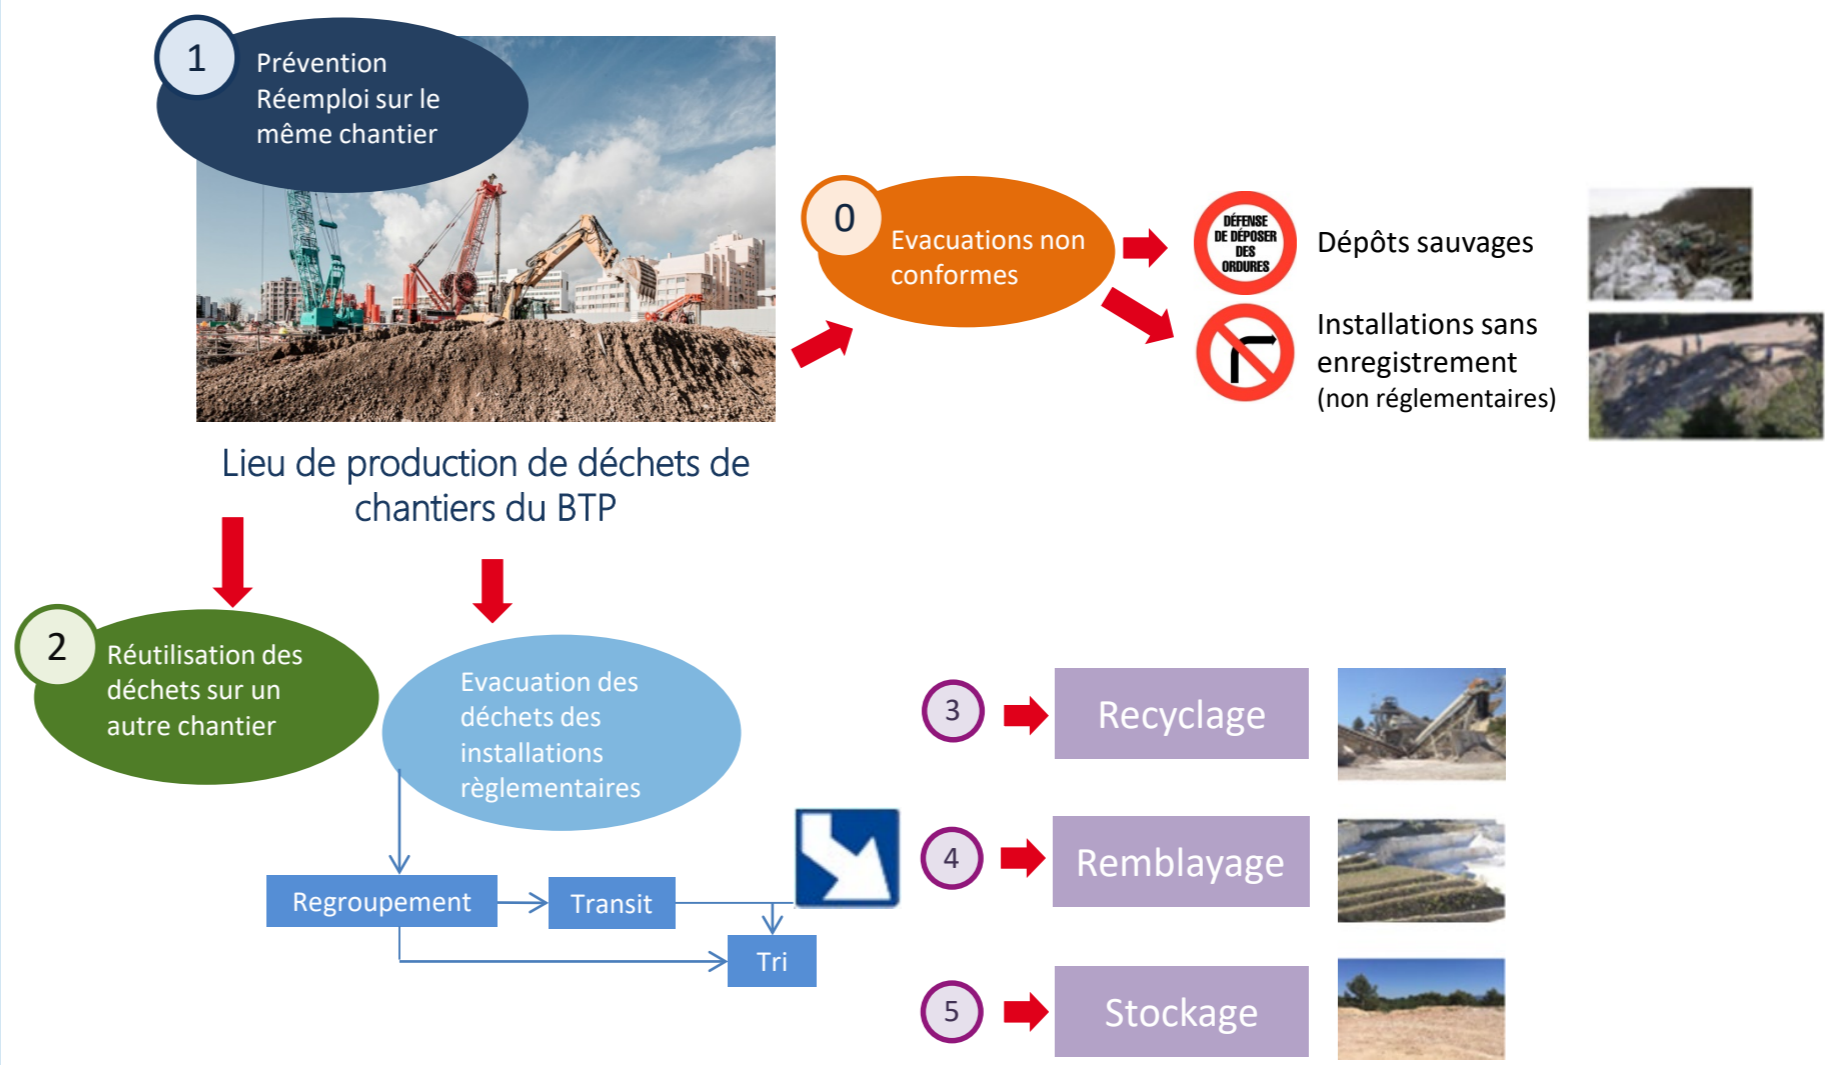 1
Prévention
Réemploi sur le
même chantier
Lieu de production de déchets de
chantiers du BTP
0
Evacuations non
conformes
DÉFENSE
DE DÉPOSER
DES
ORDURES
Dépôts sauvages
Installations sans
enregistrement
(non réglementaires)
2
Réutilisation des
déchets sur un
autre chantier
Evacuation des
déchets des
installations
règlementaires
Regroupement
Transit
Tri
3
Recyclage
4
Remblayage
5
Stockage